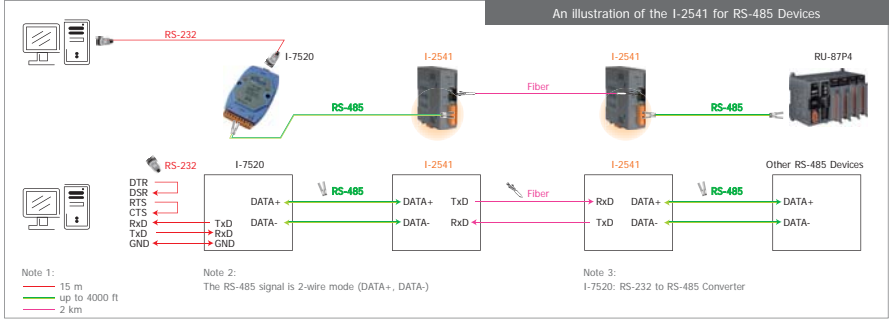 An illustration of the I-2541 for RS-485 Devices
RS-232
I-7520
I-2541
I-2541
RU-87P4
Fiber
RS-485
RS-485
RS-232
I-7520
I-2541
I-2541
Other RS-485 Devices
DTR
DSR
RTS
CTS
RxD
TxD
GND
TxD
RxD
GND
DATA+
DATA-
RS-485
DATA+
DATA-
TxD
RxD
Fiber
RxD
TxD
DATA+
DATA-
RS-485
DATA+
DATA-
Note 1:
15 m
up to 4000 ft
2 km
Note 2:
The RS-485 signal is 2-wire mode (DATA+, DATA-)
Note 3:
I-7520: RS-232 to RS-485 Converter